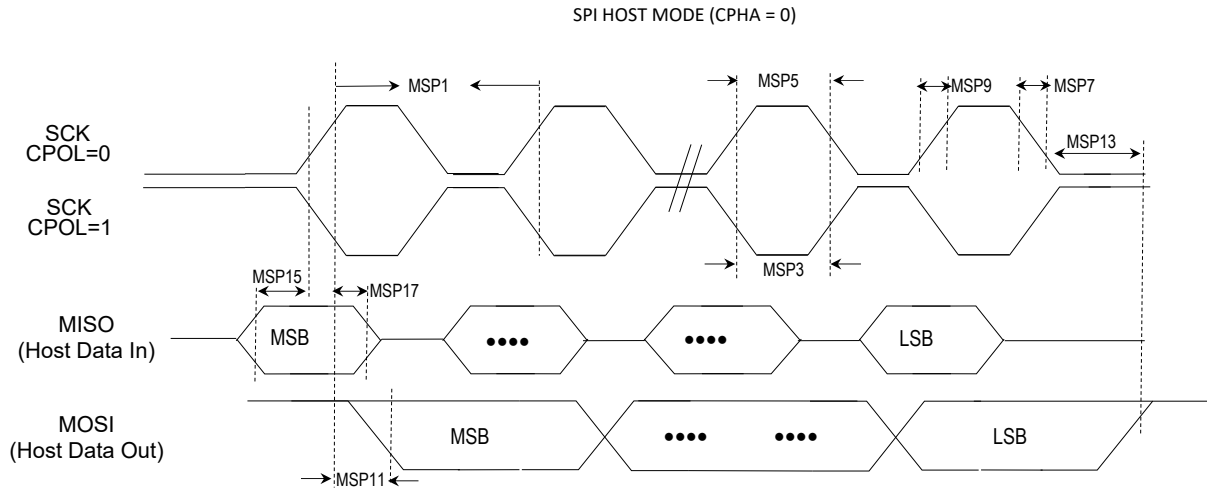 SPI HOST MODE (CPHA = 0)
MSP1
MSP5
MSP9
MSP7
SCK
CPOL=0
MSP13
SCK
CPOL=1
MSP3
MSP15
MSP17
MISO
(Host Data In)
MSB
LSB
MOSI
(Host Data Out)
MSB
LSB
MSP11